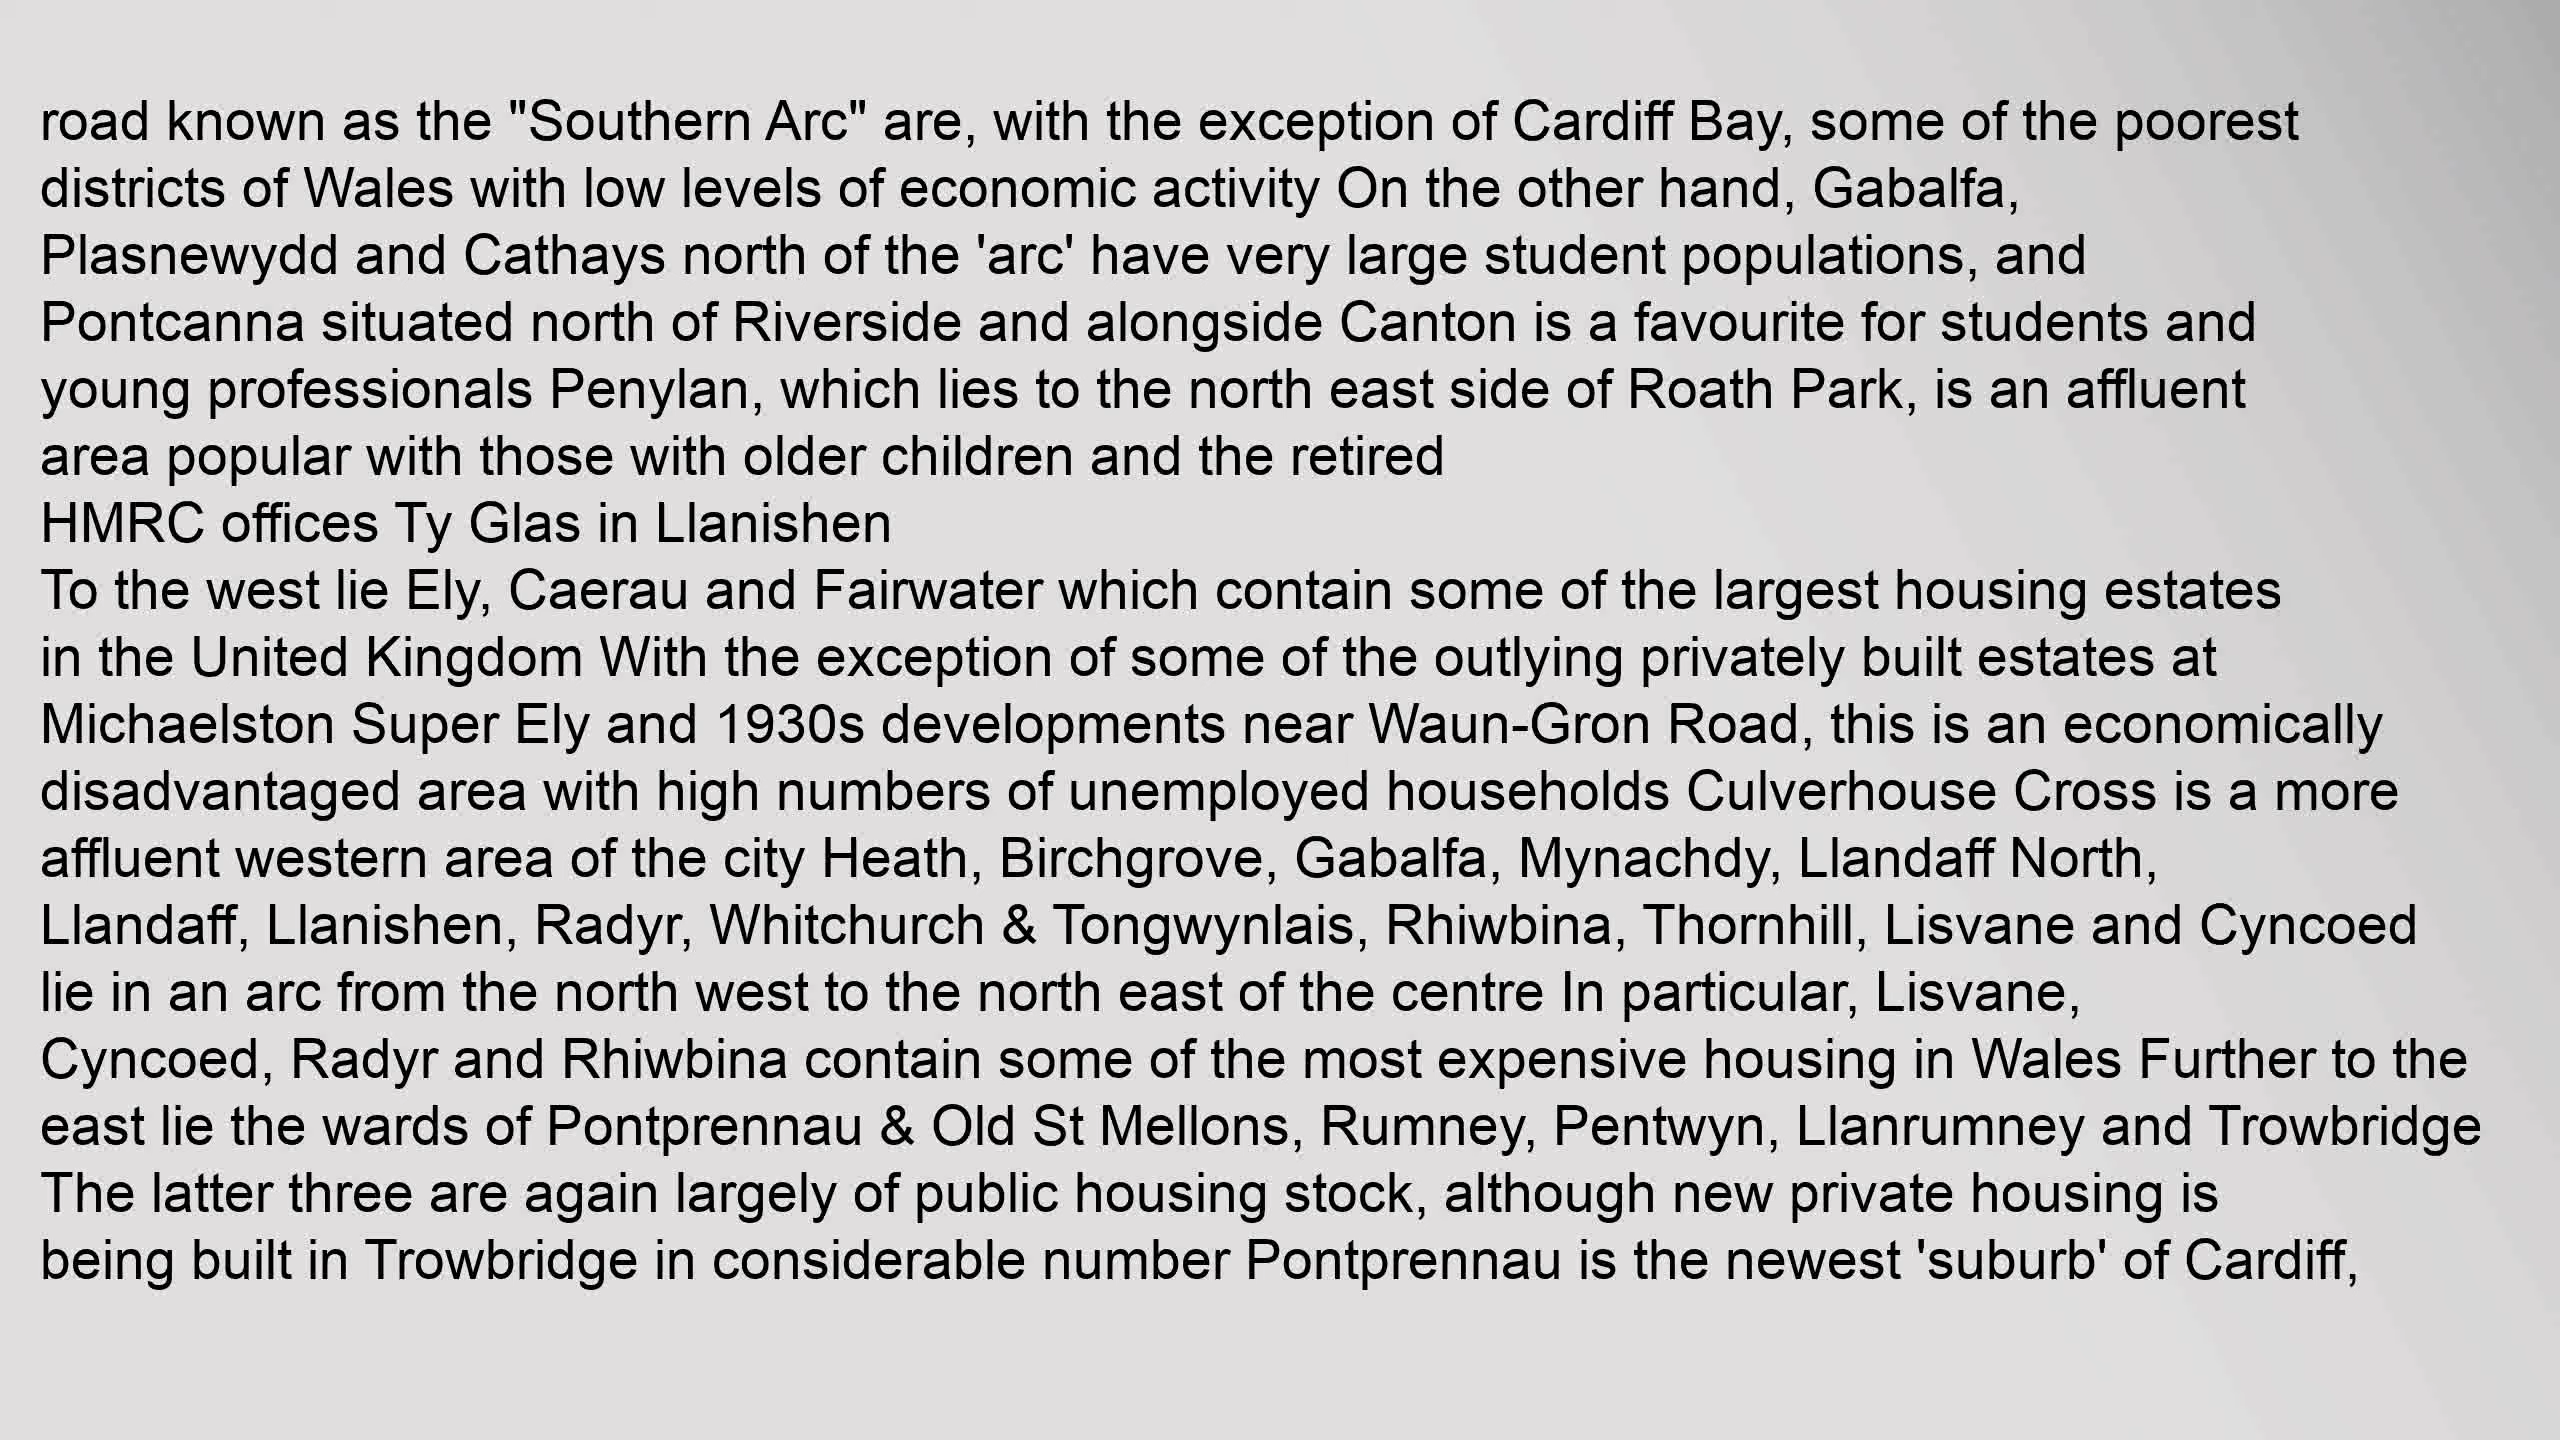 road known as the "Southern Arc" are, with the exception of Cardiff Bay, some of the poorest
districts of Wales with low levels of economic activity On the other hand, Gabalfa,
Plasnewydd and Cathays north of the 'arc' have very large student populations, and
Pontcanna situated north of Riverside and alongside Canton is a favourite for students and
young professionals Penylan, which lies to the north east side of Roath Park, is an affluent
area popular with those with older children and the retired
HMRC offices Ty Glas in Llanishen
To the west lie Ely, Caerau and Fairwater which contain some of the largest housing estates
in the United Kingdom With the exception of some of the outlying privately built estates at
Michaelston Super Ely and 1930s developments near Waun-Gron Road, this is an economically
disadvantaged area with high numbers of unemployed households Culverhouse Cross is a more
affluent western area of the city Heath, Birchgrove, Gabalfa, Mynachdy, Llandaff North,
Llandaff, Llanishen, Radyr, Whitchurch & Tongwynlais, Rhiwbina, Thornhill, Lisvane and Cyncoed
lie in an arc from the north west to the north east of the centre In particular, Lisvane,
Cyncoed, Radyr and Rhiwbina contain some of the most expensive housing in Wales Further to the
east lie the wards of Pontprennau & Old St Mellons, Rumney, Pentwyn, Llanrumney and Trowbridge
The latter three are again largely of public housing stock, although new private housing is
being built in Trowbridge in considerable number Pontprennau is the newest 'suburb' of Cardiff,